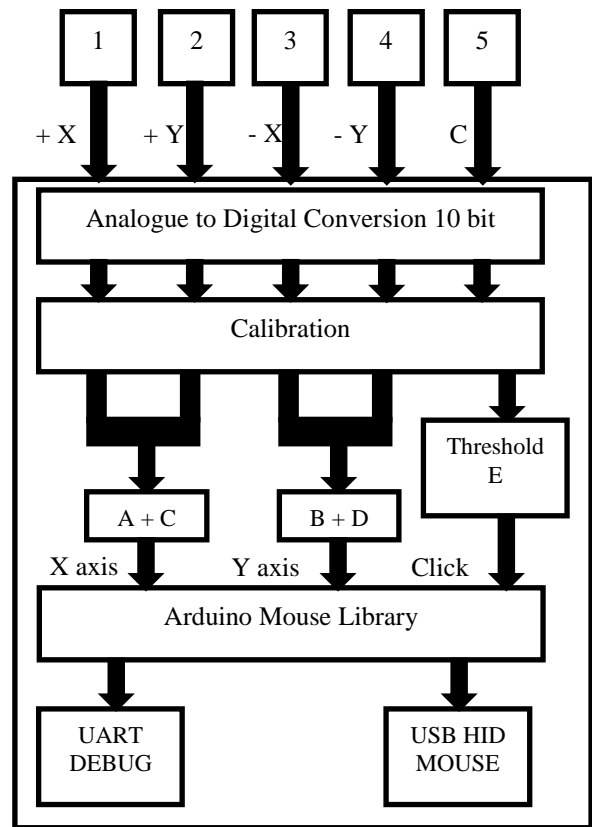 1 2 3 4 5
+ X + Y - X - Y C
Analogue to Digital Conversion 10 bit
Calibration
Threshold
E
A + C B + D
X axis Y axis Click
Arduino Mouse Library
UART
DEBUG
USB HID
MOUSE